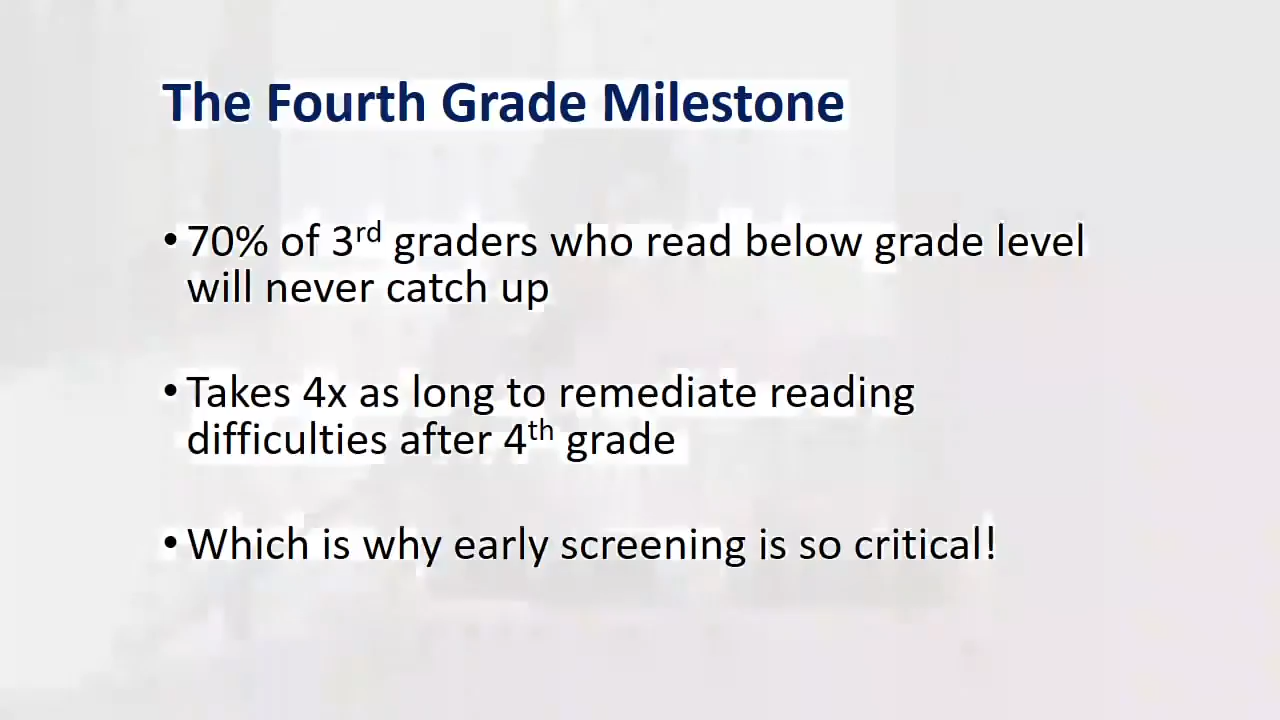 The Fourth Grade Milestone
• 70% of 3rd graders who read below grade level
will never catch up
• Takes 4x as long to remediate reading
difficulties after 4th grade
• Which is why early screening is so critical!